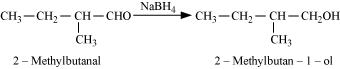 CH₃−CH₂−CH−CHO NaBH₄ CH₃−CH₂−CH−CH₂OH
CH₃ CH₃
2 – Methylbutanal 2 – Methylbutan – 1 – ol